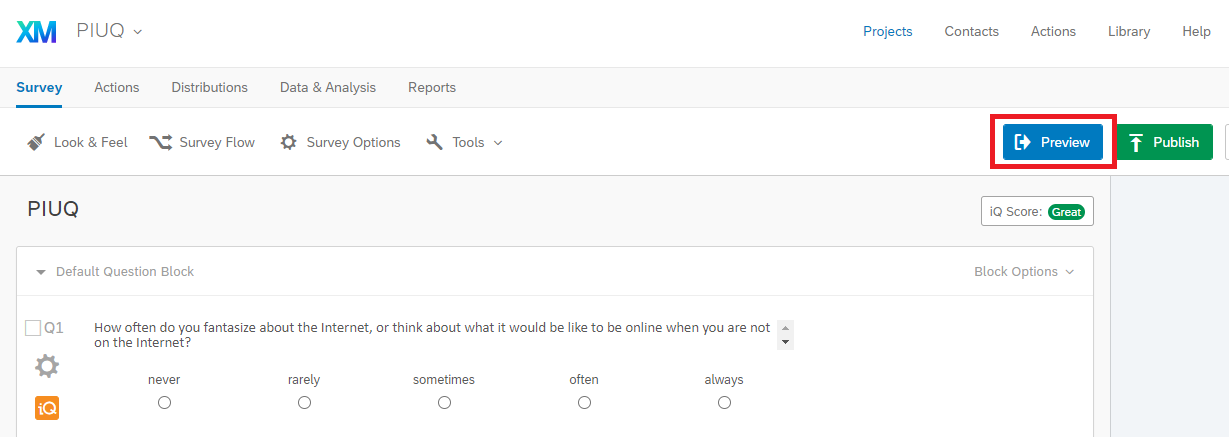 XM PIUQ Projects Contacts Actions Library Help
Survey Actions Distributions Data & Analysis Reports
Look & Feel Survey Flow Survey Options Tools Preview Publish
PIUQ iQ Score: Great
Default Question Block Block Options
Q1 How often do you fantasize about the Internet, or think about what it would be like to be online when you are not
on the Internet?
never rarely sometimes often always
iQ